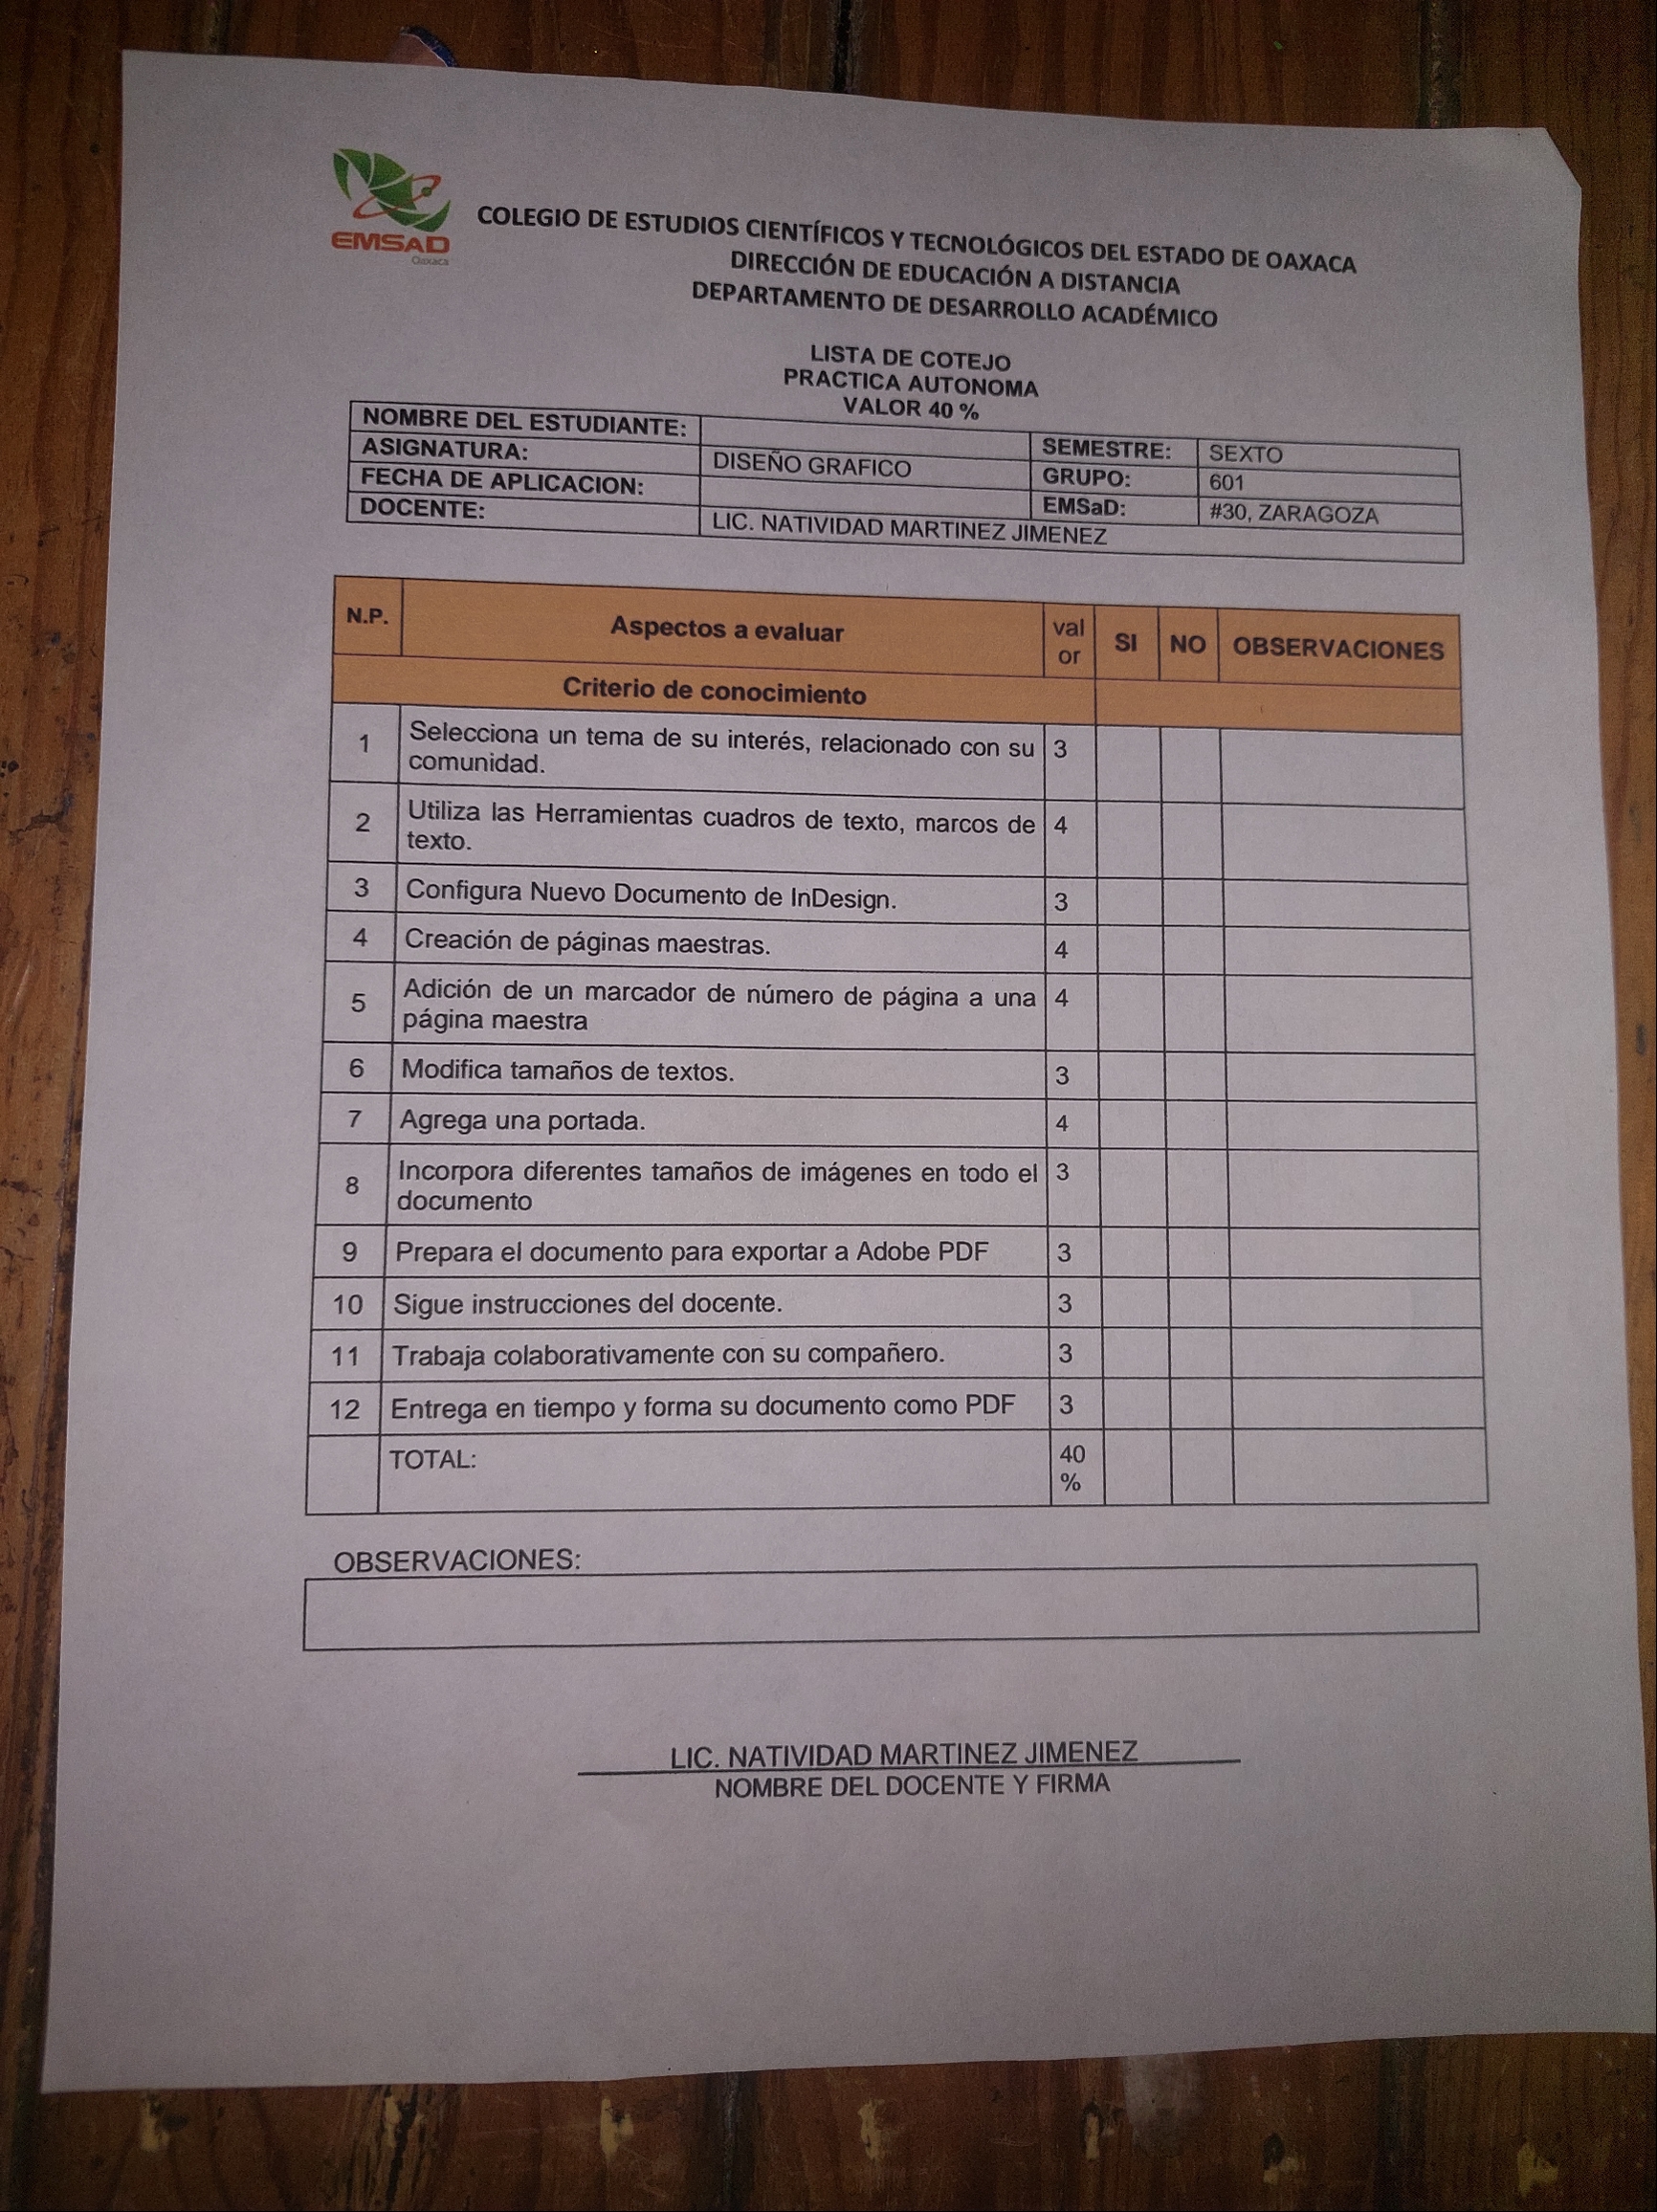 EMSAD
Oaxaca
COLEGIO DE ESTUDIOS CIENTÍFICOS Y TECNOLÓGICOS DEL ESTADO DE OAXACA
DIRECCIÓN DE EDUCACIÓN A DISTANCIA
DEPARTAMENTO DE DESARROLLO ACADÉMICO
LISTA DE COTEJO
PRACTICA AUTONOMA
VALOR 40 %
NOMBRE DEL ESTUDIANTE: SEMESTRE: SEXTO
ASIGNATURA: DISEÑO GRAFICO GRUPO: 601
FECHA DE APLICACION: EMSaD: #30, ZARAGOZA
DOCENTE: LIC. NATIVIDAD MARTINEZ JIMENEZ
N.P. Aspectos a evaluar val SI NO OBSERVACIONES
or
Criterio de conocimiento
1 Selecciona un tema de su interés, relacionado con su 3
comunidad.
2 Utiliza las Herramientas cuadros de texto, marcos de 4
texto.
3 Configura Nuevo Documento de InDesign. 3
4 Creación de páginas maestras. 4
5 Adición de un marcador de número de página a una 4
página maestra
6 Modifica tamaños de textos. 3
7 Agrega una portada. 4
8 Incorpora diferentes tamaños de imágenes en todo el 3
documento
9 Prepara el documento para exportar a Adobe PDF 3
10 Sigue instrucciones del docente. 3
11 Trabaja colaborativamente con su compañero. 3
12 Entrega en tiempo y forma su documento como PDF 3
TOTAL: 40
%
OBSERVACIONES:
LIC. NATIVIDAD MARTINEZ JIMENEZ
NOMBRE DEL DOCENTE Y FIRMA